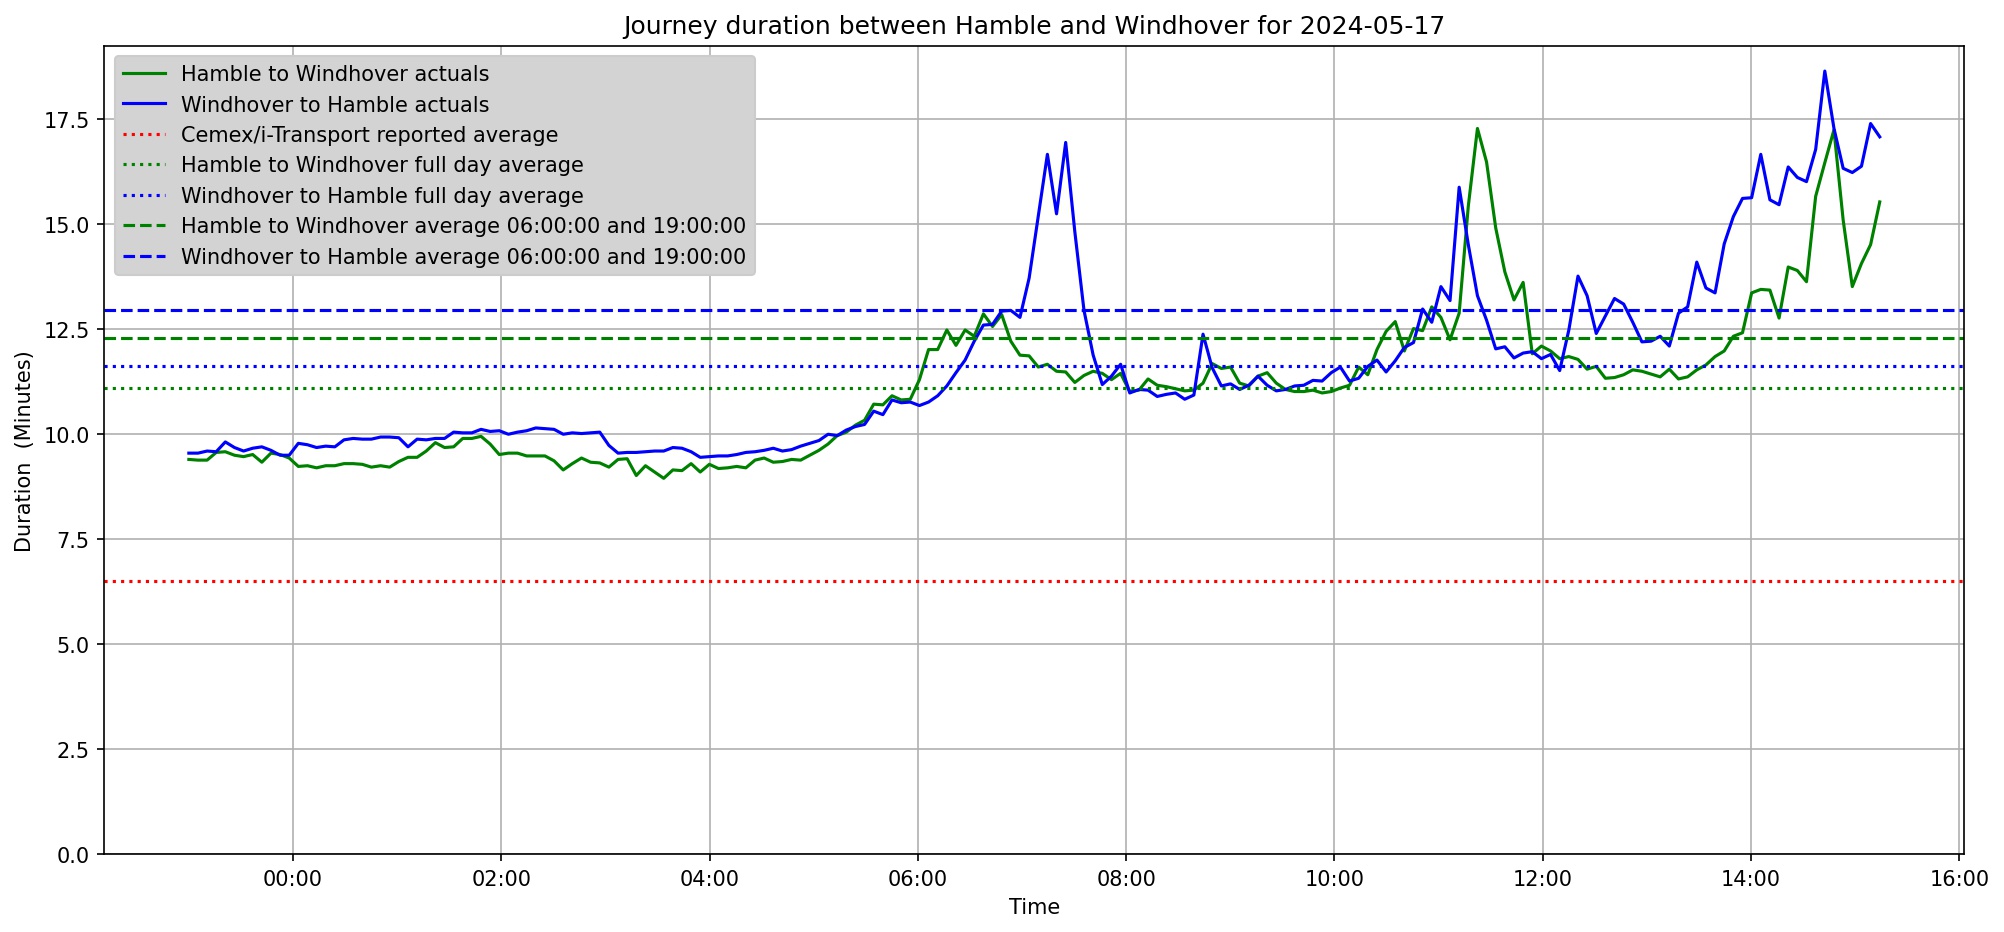 Journey duration between Hamble and Windhover for 2024-05-17
Hamble to Windhover actuals
Windhover to Hamble actuals
Cemex/i-Transport reported average
Hamble to Windhover full day average
Windhover to Hamble full day average
Hamble to Windhover average 06:00:00 and 19:00:00
Windhover to Hamble average 06:00:00 and 19:00:00
17.5
15.0
12.5
10.0
7.5
5.0
2.5
0.0
Duration (Minutes)
00:00 02:00 04:00 06:00 08:00 10:00 12:00 14:00 16:00
Time